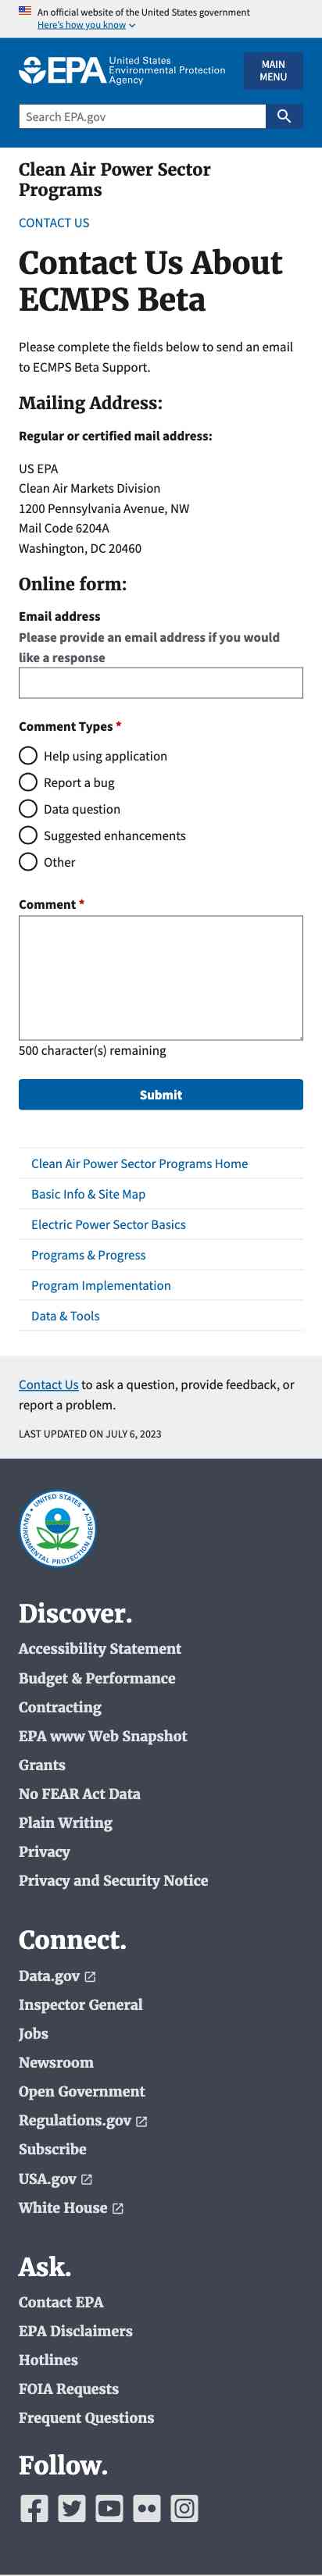 An official website of the United States government
Here's how you know
EPA
United States
Environmental Protection
Agency
MAIN
MENU
Search EPA.gov
Clean Air Power Sector
Programs
CONTACT US
Contact Us About
ECMPS Beta
Please complete the fields below to send an email
to ECMPS Beta Support.
Mailing Address:
Regular or certified mail address:
US EPA
Clean Air Markets Division
1200 Pennsylvania Avenue, NW
Mail Code 6204A
Washington, DC 20460
Online form:
Email address
Please provide an email address if you would
like a response
Comment Types *
Help using application
Report a bug
Data question
Suggested enhancements
Other
Comment *
500 character(s) remaining
Submit
Clean Air Power Sector Programs Home
Basic Info & Site Map
Electric Power Sector Basics
Programs & Progress
Program Implementation
Data & Tools
Contact Us to ask a question, provide feedback, or
report a problem.
LAST UPDATED ON JULY 6, 2023
UNITED STATES
ENVIRONMENTAL PROTECTION AGENCY
Discover.
Accessibility Statement
Budget & Performance
Contracting
EPA www Web Snapshot
Grants
No FEAR Act Data
Plain Writing
Privacy
Privacy and Security Notice
Connect.
Data.gov
Inspector General
Jobs
Newsroom
Open Government
Regulations.gov
Subscribe
USA.gov
White House
Ask.
Contact EPA
EPA Disclaimers
Hotlines
FOIA Requests
Frequent Questions
Follow.